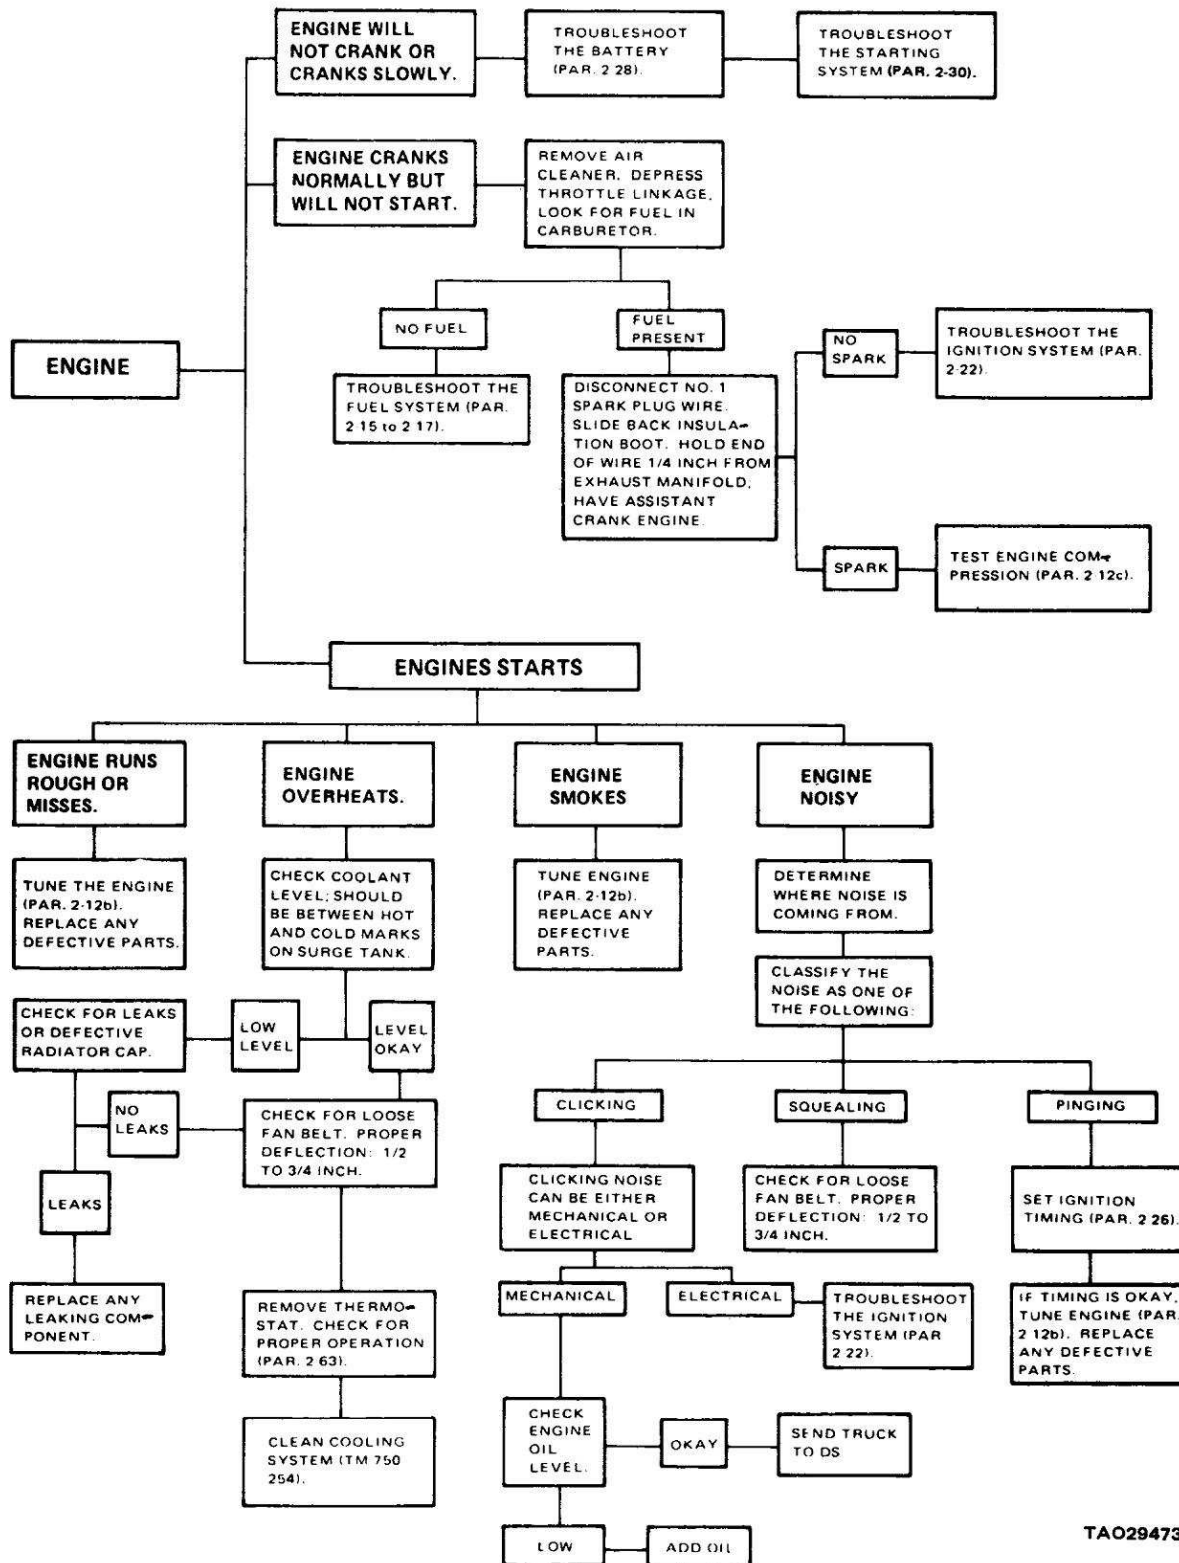 ENGINE WILL
NOT CRANK OR
CRANKS SLOWLY.
TROUBLESHOOT
THE BATTERY
(PAR. 2 28).
TROUBLESHOOT
THE STARTING
SYSTEM (PAR. 2-30).
ENGINE CRANKS
NORMALLY BUT
WILL NOT START.
REMOVE AIR
CLEANER. DEPRESS
THROTTLE LINKAGE,
LOOK FOR FUEL IN
CARBURETOR.
NO FUEL
FUEL
PRESENT
NO
SPARK
TROUBLESHOOT THE
IGNITION SYSTEM (PAR.
2-22).
ENGINE
TROUBLESHOOT THE
FUEL SYSTEM (PAR.
2 15 to 2 17).
DISCONNECT NO. 1
SPARK PLUG WIRE.
SLIDE BACK INSULA-
TION BOOT. HOLD END
OF WIRE 1/4 INCH FROM
EXHAUST MANIFOLD,
HAVE ASSISTANT
CRANK ENGINE.
SPARK
TEST ENGINE COM-
PRESSION (PAR. 2 12c).
ENGINES STARTS
ENGINE RUNS
ROUGH OR
MISSES.
ENGINE
OVERHEATS.
ENGINE
SMOKES
ENGINE
NOISY
TUNE THE ENGINE
(PAR. 2-12b).
REPLACE ANY
DEFECTIVE PARTS.
CHECK COOLANT
LEVEL; SHOULD
BE BETWEEN HOT
AND COLD MARKS
ON SURGE TANK.
TUNE ENGINE
(PAR. 2-12b).
REPLACE ANY
DEFECTIVE
PARTS.
DETERMINE
WHERE NOISE IS
COMING FROM.
CLASSIFY THE
NOISE AS ONE OF
THE FOLLOWING:
CHECK FOR LEAKS
OR DEFECTIVE
RADIATOR CAP.
LOW
LEVEL
LEVEL
OKAY
NO
LEAKS
CHECK FOR LOOSE
FAN BELT. PROPER
DEFLECTION: 1/2
TO 3/4 INCH.
CLICKING
SQUEALING
PINGING
LEAKS
CLICKING NOISE
CAN BE EITHER
MECHANICAL OR
ELECTRICAL
CHECK FOR LOOSE
FAN BELT. PROPER
DEFLECTION: 1/2 TO
3/4 INCH.
SET IGNITION
TIMING (PAR. 2 26).
REPLACE ANY
LEAKING COM-
PONENT.
REMOVE THERMO-
STAT. CHECK FOR
PROPER OPERATION
(PAR. 2 63).
MECHANICAL
ELECTRICAL
TROUBLESHOOT
THE IGNITION
SYSTEM (PAR
2 22).
IF TIMING IS OKAY,
TUNE ENGINE (PAR.
2 12b). REPLACE
ANY DEFECTIVE
PARTS.
CLEAN COOLING
SYSTEM (TM 750
254).
CHECK
ENGINE
OIL
LEVEL.
OKAY
SEND TRUCK
TO DS
LOW
ADD OIL
TAO29473